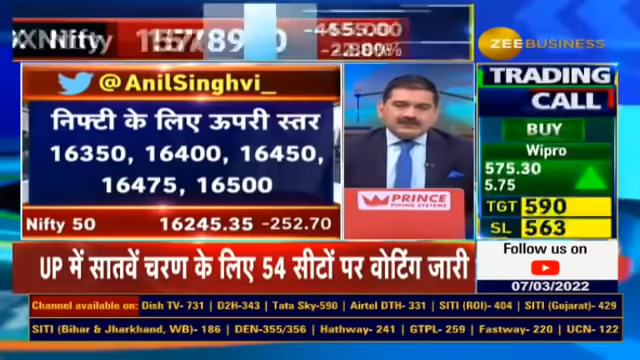 Nifty
-2.80%
ZEE BUSINESS
@AnilSinghvi_
निफ्टी के लिए ऊपरी स्तर
16350, 16400, 16450,
16475, 16500
Nifty 50 16245.35 -252.70
PRINCE
PIPING SYSTEMS
TRADING
CALL
BUY
Wipro
575.30
5.75
TGT 590
SL 563
UP में सातवें चरण के लिए 54 सीटों पर वोटिंग जारी
Follow us on
07/03/2022
Channel available on: Dish TV- 731 | D2H-343 | Tata Sky-590 | Airtel DTH- 331 | SITI (ROI)- 404 | SITI (Gujarat)- 429
SITI (Bihar & Jharkhand, WB)- 186 | DEN-355/356 | Hathway- 241 | GTPL- 259 | Fastway- 220 | UCN- 122